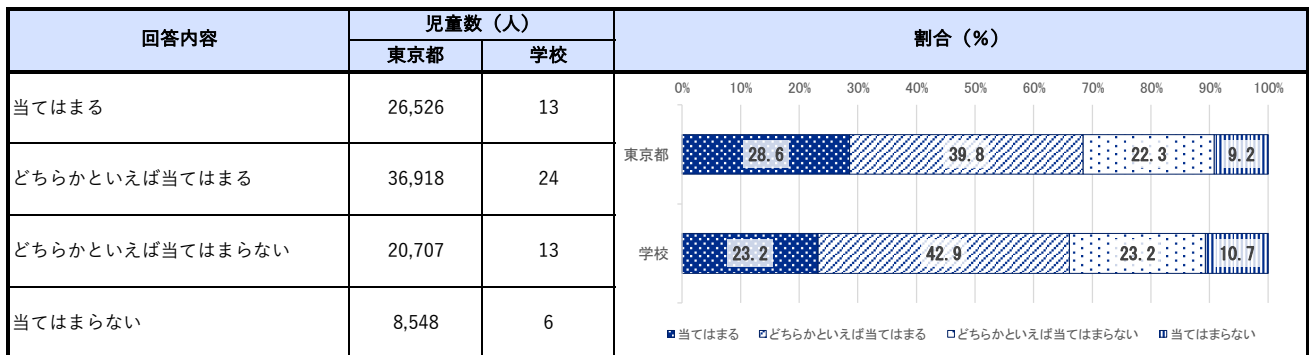 回答内容 児童数（人） 割合（％）
東京都 学校
当てはまる 26,526 13
どちらかといえば当てはまる 36,918 24
どちらかといえば当てはまらない 20,707 13
当てはまらない 8,548 6
0% 10% 20% 30% 40% 50% 60% 70% 80% 90% 100%
東京都 28.6 39.8 22.3 9.2
学校 23.2 42.9 23.2 10.7
当てはまる どちらかといえば当てはまる どちらかといえば当てはまらない 当てはまらない